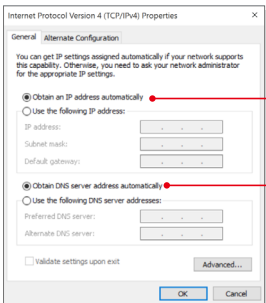 Internet Protocol Version 4 (TCP/IPv4) Properties
General Alternate Configuration
You can get IP settings assigned automatically if your network supports
this capability. Otherwise, you need to ask your network administrator
for the appropriate IP settings.
Obtain an IP address automatically
Use the following IP address:
IP address:
Subnet mask:
Default gateway:
Obtain DNS server address automatically
Use the following DNS server addresses:
Preferred DNS server:
Alternate DNS server:
Validate settings upon exit
Advanced...
OK Cancel